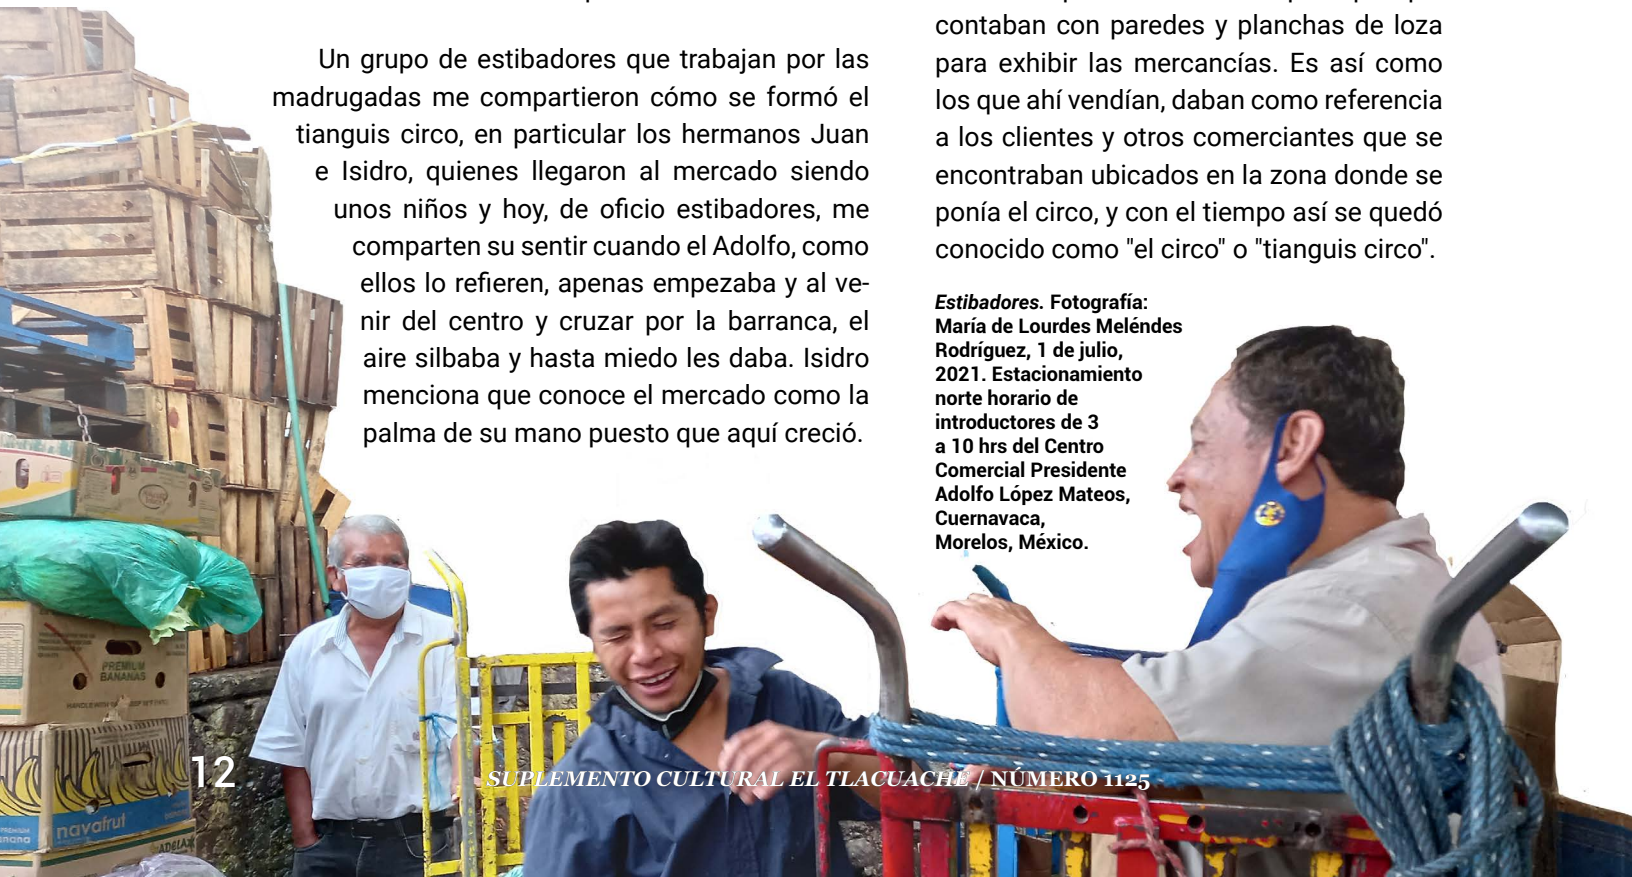 Un grupo de estibadores que trabajan por las
madrugadas me compartieron cómo se formó el
tianguis circo, en particular los hermanos Juan
e Isidro, quienes llegaron al mercado siendo
unos niños y hoy, de oficio estibadores, me
comparten su sentir cuando el Adolfo, como
ellos lo refieren, apenas empezaba y al ve-
nir del centro y cruzar por la barranca, el
aire silbaba y hasta miedo les daba. Isidro
menciona que conoce el mercado como la
palma de su mano puesto que aquí creció.
contaban con paredes y planchas de loza
para exhibir las mercancías. Es así como
los que ahí vendían, daban como referencia
a los clientes y otros comerciantes que se
encontraban ubicados en la zona donde se
ponía el circo, y con el tiempo así se quedó
conocido como "el circo" o "tianguis circo".
Estibadores. Fotografía:
María de Lourdes Meléndes
Rodríguez, 1 de julio,
2021. Estacionamiento
norte horario de
introductores de 3
a 10 hrs del Centro
Comercial Presidente
Adolfo López Mateos,
Cuernavaca,
Morelos, México.
PREMIUM
BANANAS
navafrut
12
SUPLEMENTO CULTURAL EL TLACUACHE / NÚMERO 1125